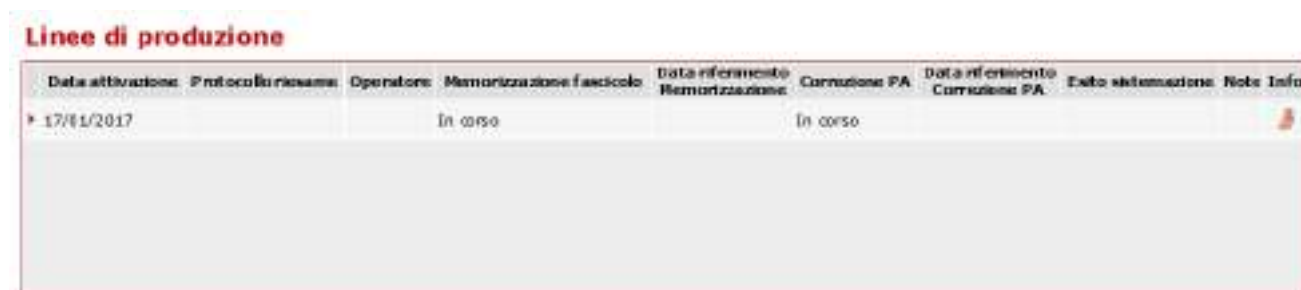 Linee di produzione
Data attivazione Protocollo riesame Operatore Memorizzazione fascicolo Data riferimento Memorizzazione Correzione PA Data riferimento Correzione PA Esito sistemazione Note Info
17/01/2017 In corso In corso